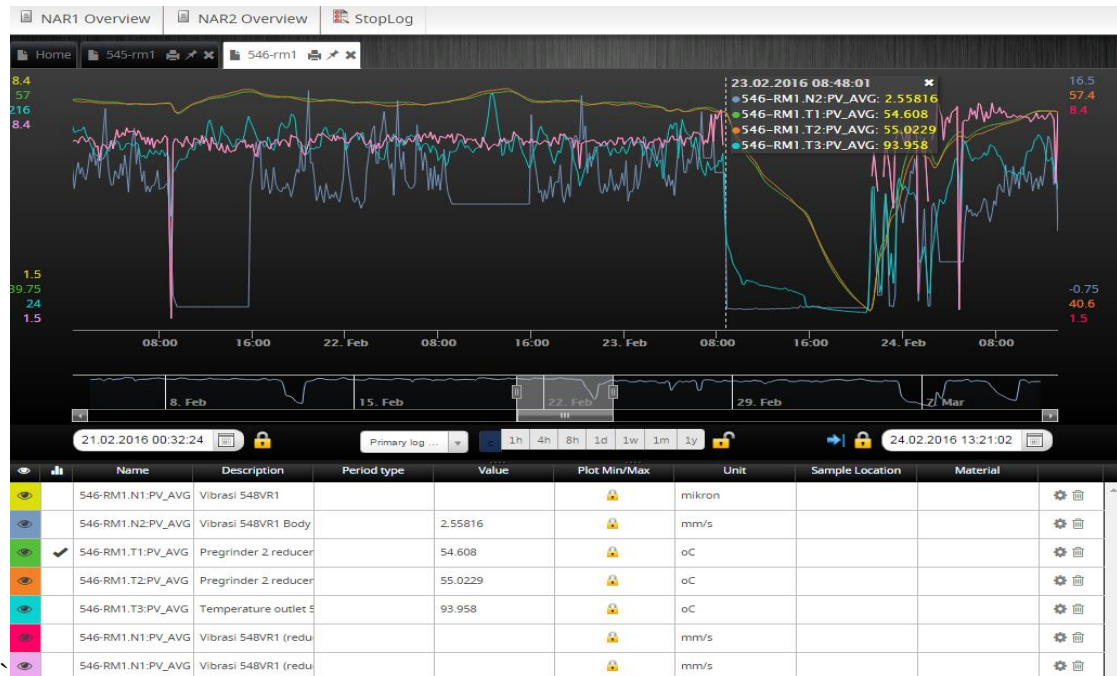 NAR1 Overview NAR2 Overview StopLog
Home 545-rm1 546-rm1
8.4
57
216
8.4
23.02.2016 08:48:01
546-RM1.N2:PV_AVG: 2.55816
546-RM1.T1:PV_AVG: 54.608
546-RM1.T2:PV_AVG: 55.0229
546-RM1.T3:PV_AVG: 93.958
16.5
57.4
8.4
1.5
39.75
24
1.5
-0.75
40.6
1.5
08:00 16:00 22. Feb 08:00 16:00 23. Feb 08:00 16:00 24. Feb 08:00
8. Feb 15. Feb 22. Feb 29. Feb 7. Mar
21.02.2016 00:32:24 Primary log ... c 1h 4h 8h 1d 1w 1m 1y 24.02.2016 13:21:02
Name Description Period type Value Plot Min/Max Unit Sample Location Material
546-RM1.N1:PV_AVG Vibrasi 548VR1 mikron
546-RM1.N2:PV_AVG Vibrasi 548VR1 Body 2.55816 mm/s
546-RM1.T1:PV_AVG Pregrinder 2 reducer 54.608 oC
546-RM1.T2:PV_AVG Pregrinder 2 reducer 55.0229 oC
546-RM1.T3:PV_AVG Temperature outlet 5 93.958 oC
546-RM1.N1:PV_AVG Vibrasi 548VR1 (redu mm/s
546-RM1.N1:PV_AVG Vibrasi 548VR1 (redu mm/s